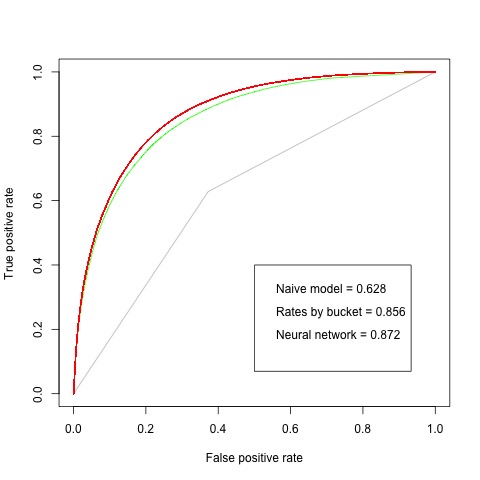 1.0
0.8
0.6
0.4
0.2
0.0
True positive rate
Naive model = 0.628
Rates by bucket = 0.856
Neural network = 0.872
0.0 0.2 0.4 0.6 0.8 1.0
False positive rate